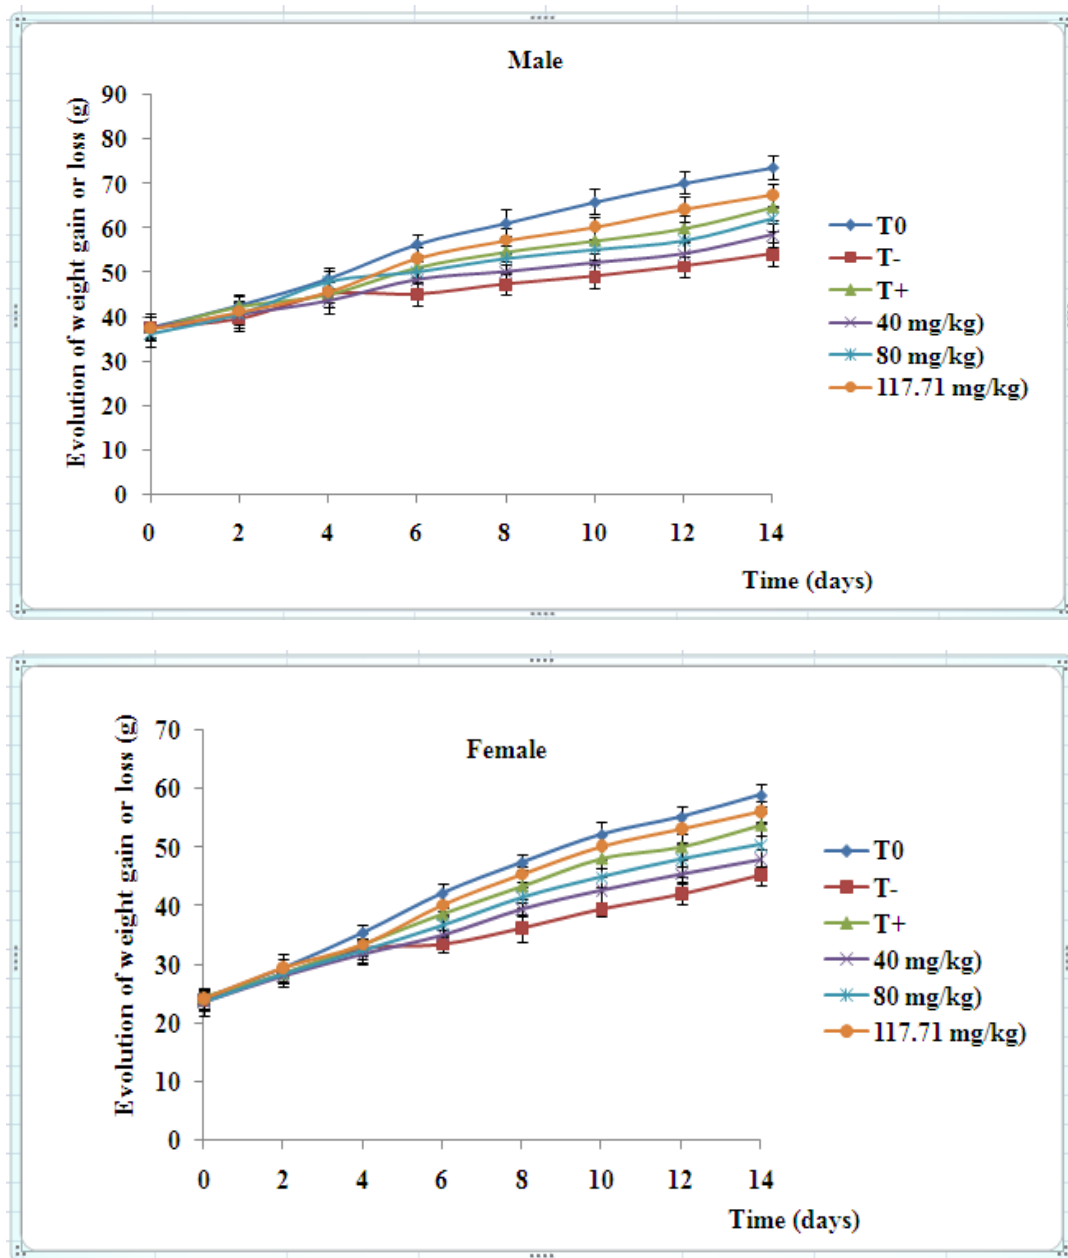 Male
Evolution of weight gain or loss (g)
90
80
70
60
50
40
30
20
10
0
0 2 4 6 8 10 12 14
Time (days)
T0
T-
T+
40 mg/kg)
80 mg/kg)
117.71 mg/kg)
Female
Evolution of weight gain or loss (g)
70
60
50
40
30
20
10
0
0 2 4 6 8 10 12 14
Time (days)
T0
T-
T+
40 mg/kg)
80 mg/kg)
117.71 mg/kg)